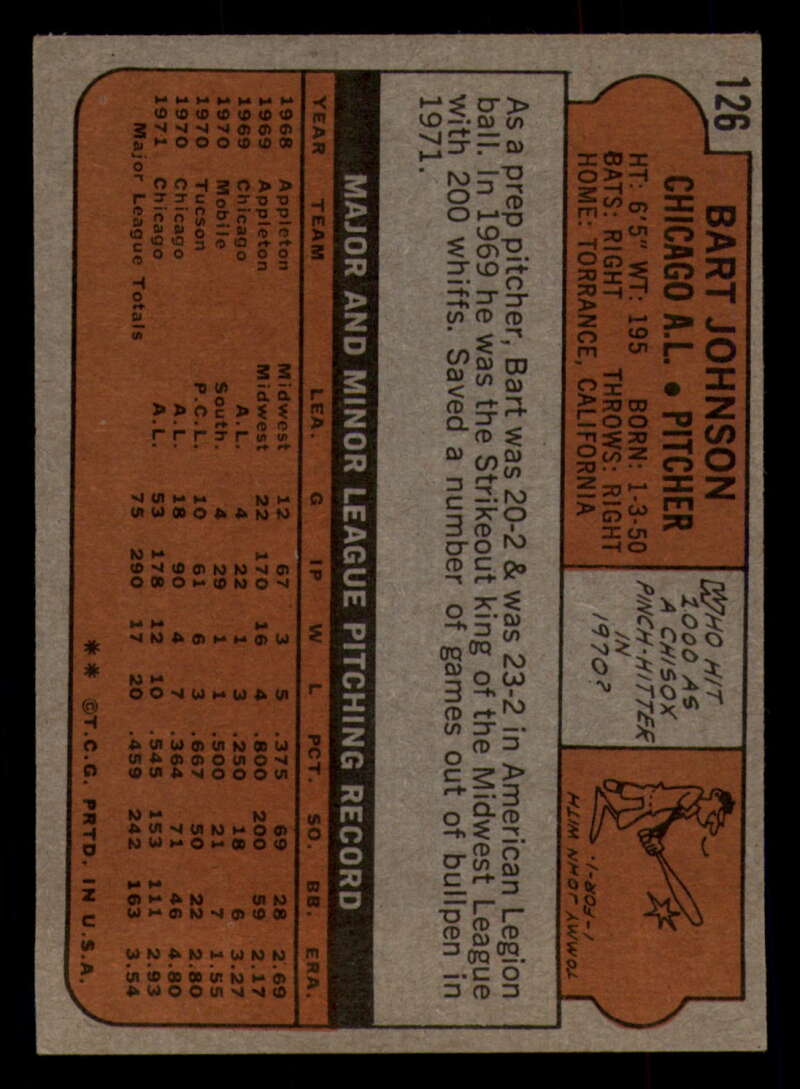 126
BART JOHNSON
CHICAGO A.L. • PITCHER
HT: 6'5" WT: 195 BORN: 1-3-50
BATS: RIGHT THROWS: RIGHT
HOME: TORRANCE, CALIFORNIA
WHO HIT
1000 AS
A CHISOX
PINCH-HITTER
IN
1970?
TOMMY JOHN WITH
1-FOR-1.
As a prep pitcher, Bart was 20-2 & was 23-2 in American Legion
ball. In 1969 he was the Strikeout king of the Midwest League
with 200 whiffs. Saved a number of games out of bullpen in
1971.
MAJOR AND MINOR LEAGUE PITCHING RECORD
YEAR TEAM LEA. G IP W L PCT. SO. BB. ERA.
1968 Appleton Midwest 12 67 3 5 .375 69 28 2.69
1969 Appleton Midwest 22 170 16 4 .800 200 59 2.17
1969 Chicago A.L. 4 22 1 3 .250 18 6 3.27
1970 Mobile South. 4 29 1 1 .500 21 7 1.55
1970 Tucson P.C.L. 10 61 6 3 .667 50 22 2.80
1970 Chicago A.L. 18 90 4 7 .364 71 46 4.80
1971 Chicago A.L. 53 178 12 10 .545 153 111 2.93
Major League Totals 75 290 17 20 .459 242 163 3.54
** ©T.C.G. PRTD. IN U.S.A.